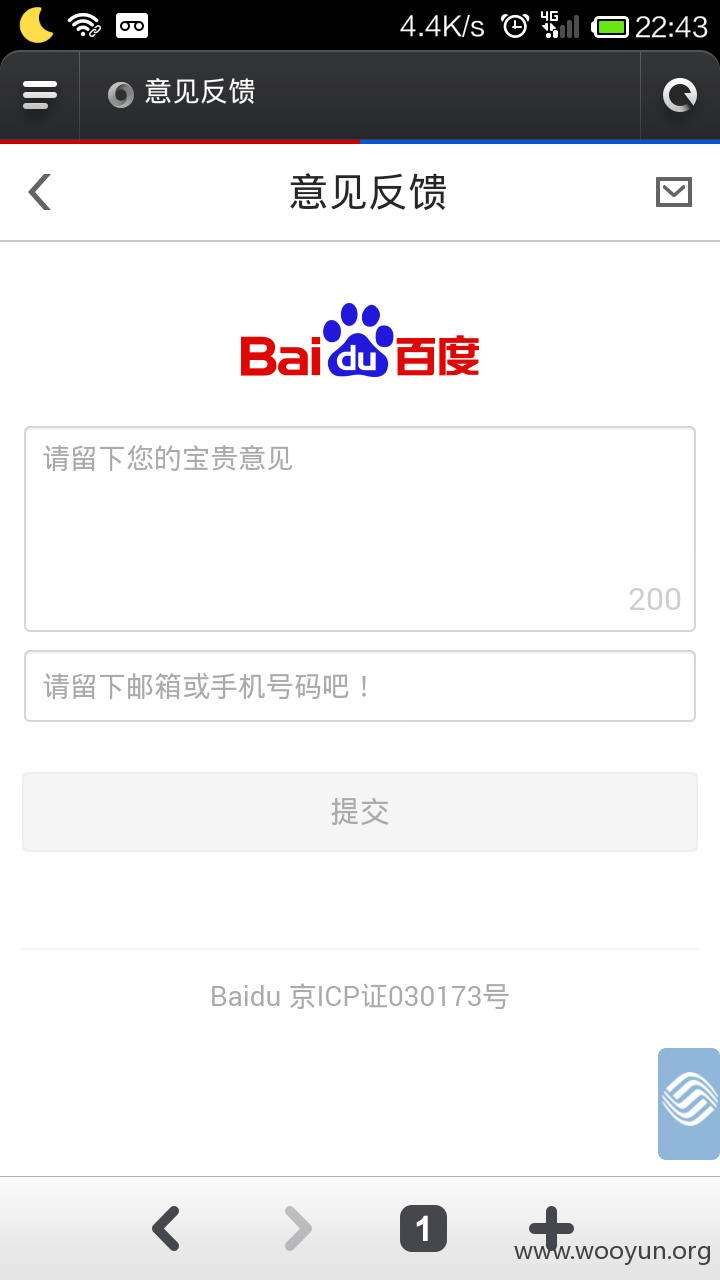 4.4K/s 4G 22:43
意见反馈
意见反馈
Baidu百度
请留下您的宝贵意见
200
请留下邮箱或手机号码吧！
提交
Baidu 京ICP证030173号
1
www.wooyun.org